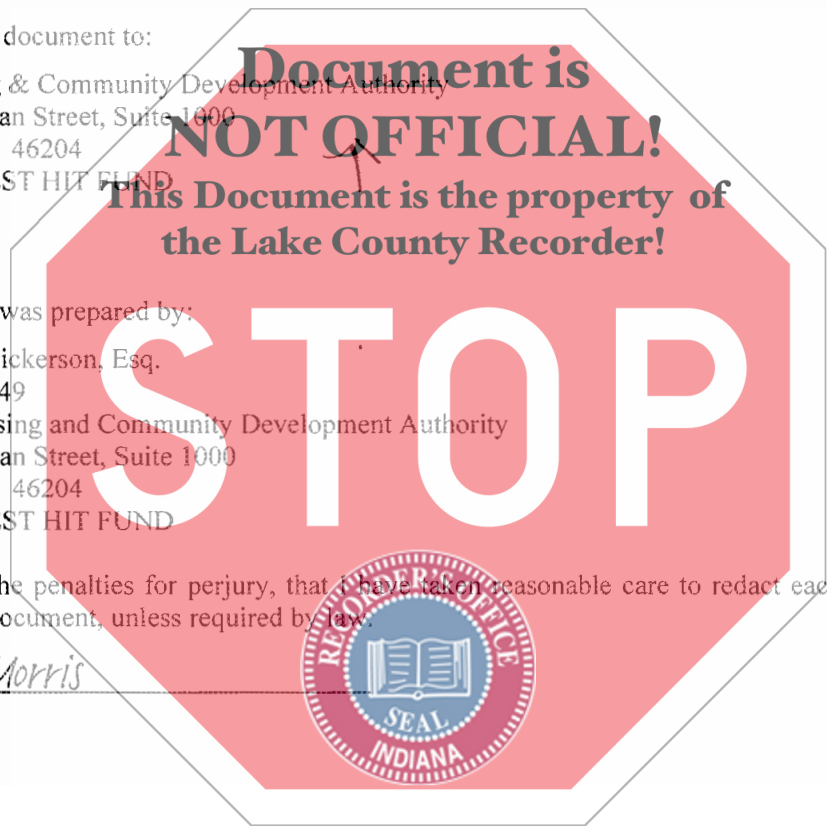 document to:
Document is
& Community Development Authority
an Street, Suite 1000
NOT OFFICIAL!
46204
ST HIT FUND
This Document is the property of
the Lake County Recorder!
was prepared by:
STOP
ickerson, Esq.
49
sing and Community Development Authority
an Street, Suite 1000
46204
ST HIT FUND
he penalties for perjury, that I have taken reasonable care to redact eac
ocument, unless required by law.
RECORDER'S OFFICE
Morris
SEAL
INDIANA